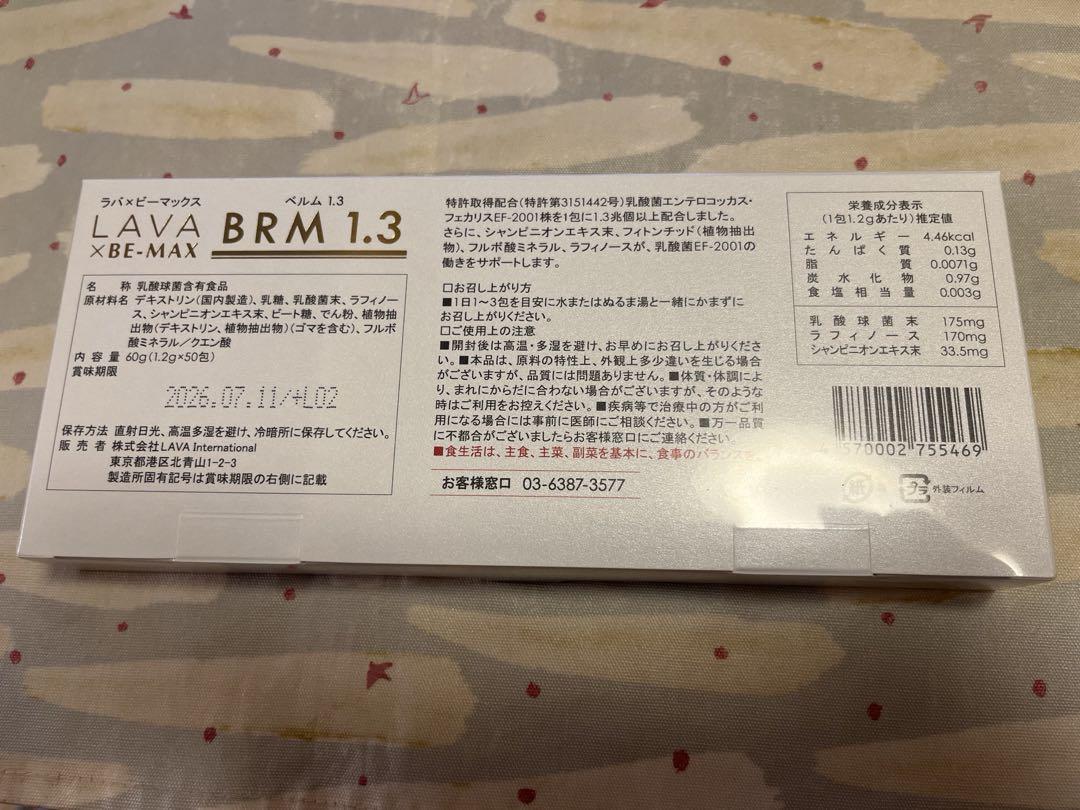 ラバ×ビーマックス
LAVA
×BE-MAX
ベルム 1.3
BRM 1.3
名 称 乳酸球菌含有食品
原材料名 デキストリン(国内製造)、乳糖、乳酸菌末、ラフィノー
ス、シャンピニオンエキス末、ビート糖、でん粉、植物抽
出物(デキストリン、植物抽出物)(ゴマを含む)、フルボ
酸ミネラル／クエン酸
内 容 量 60g(1.2g×50包)
賞味期限
2026.07.11/+L02
保存方法 直射日光、高温多湿を避け、冷暗所に保存してください。
販 売 者 株式会社LAVA International
東京都港区北青山1-2-3
製造所固有記号は賞味期限の右側に記載
特許取得配合(特許第3151442号)乳酸菌エンテロコッカス・
フェカリスEF-2001株を1包に1.3兆個以上配合しました。
さらに、シャンピニオンエキス末、フィトンチッド(植物抽出
物)、フルボ酸ミネラル、ラフィノースが、乳酸菌EF-2001の
働きをサポートします。
□お召し上がり方
■1日1〜3包を目安に水またはぬるま湯と一緒にかまずに
お召し上がりください。
□ご使用上の注意
■開封後は高温・多湿を避け、お早めにお召し上がりくださ
い。■本品は、原料の特性上、外観上多少違いを生じる場合
がございますが、品質には問題ありません。■体質・体調によ
り、まれにからだに合わない場合がございますが、そのような
時はご利用をお控えください。■疾病等で治療中の方がご利
用になる場合には事前に医師にご相談ください。■万一品質
に不都合がございましたらお客様窓口にご連絡ください。
■食生活は、主食、主菜、副菜を基本に、食事のバランスを。
お客様窓口 03-6387-3577
栄養成分表示
(1包1.2gあたり)推定値
エネルギー 4.46kcal
たんぱく質 0.13g
脂質 0.0071g
炭水化物 0.97g
食塩相当量 0.003g
乳酸球菌末 175mg
ラフィノース 170mg
シャンピニオンエキス末 33.5mg
570002 755469
紙
プラ 外装フィルム